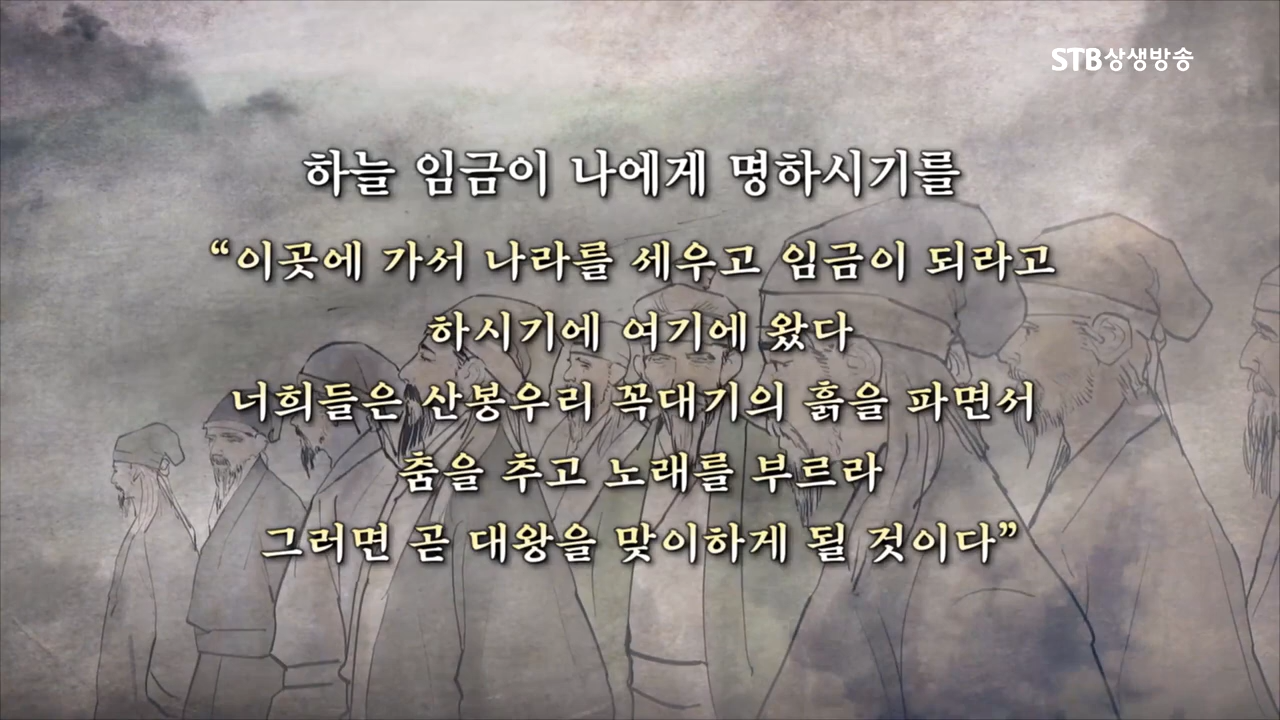 STB상생방송
하늘 임금이 나에게 명하시기를
“이곳에 가서 나라를 세우고 임금이 되라고
하시기에 여기에 왔다
너희들은 산봉우리 꼭대기의 흙을 파면서
춤을 추고 노래를 부르라
그러면 곧 대왕을 맞이하게 될 것이다”